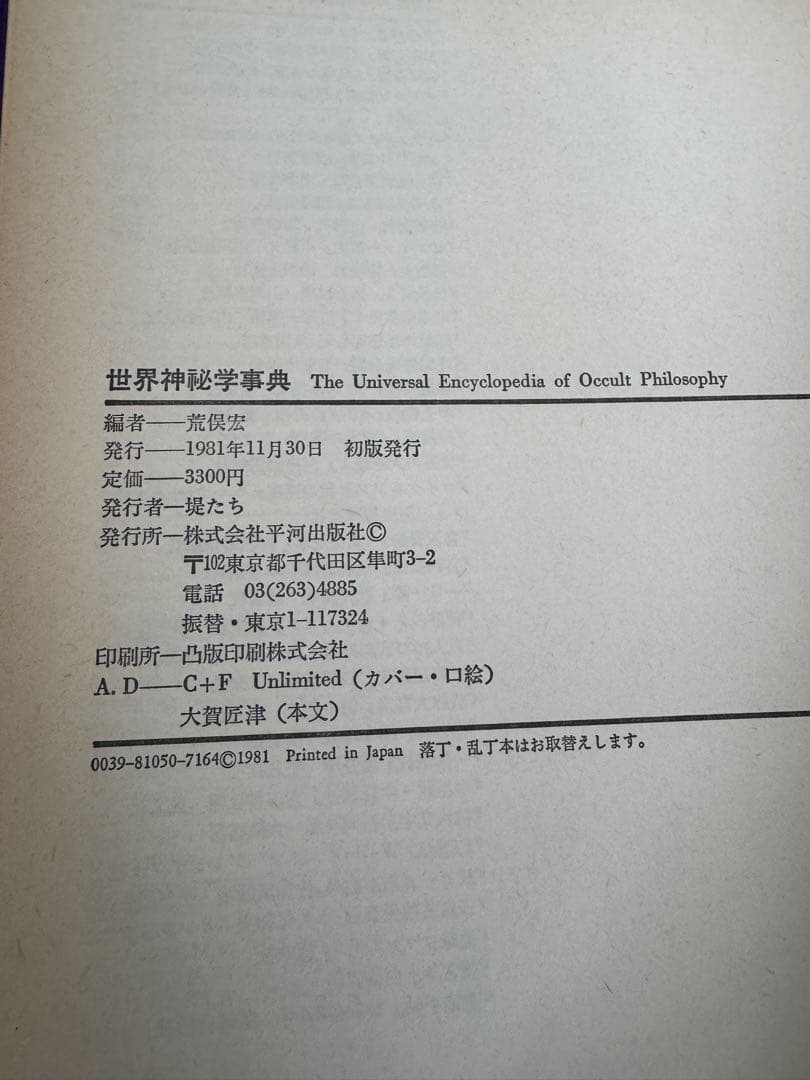 世界神秘学事典 The Universal Encyclopedia of Occult Philosophy
編者――荒俣宏
発行――1981年11月30日 初版発行
定価――3300円
発行者―堤たち
発行所―株式会社平河出版社©
〒102東京都千代田区隼町3-2
電話 03(263)4885
振替・東京1-117324
印刷所―凸版印刷株式会社
A. D――C+F Unlimited(カバー・口絵)
大賀匠津(本文)
0039-81050-7164©1981 Printed in Japan 落丁・乱丁本はお取替えします。